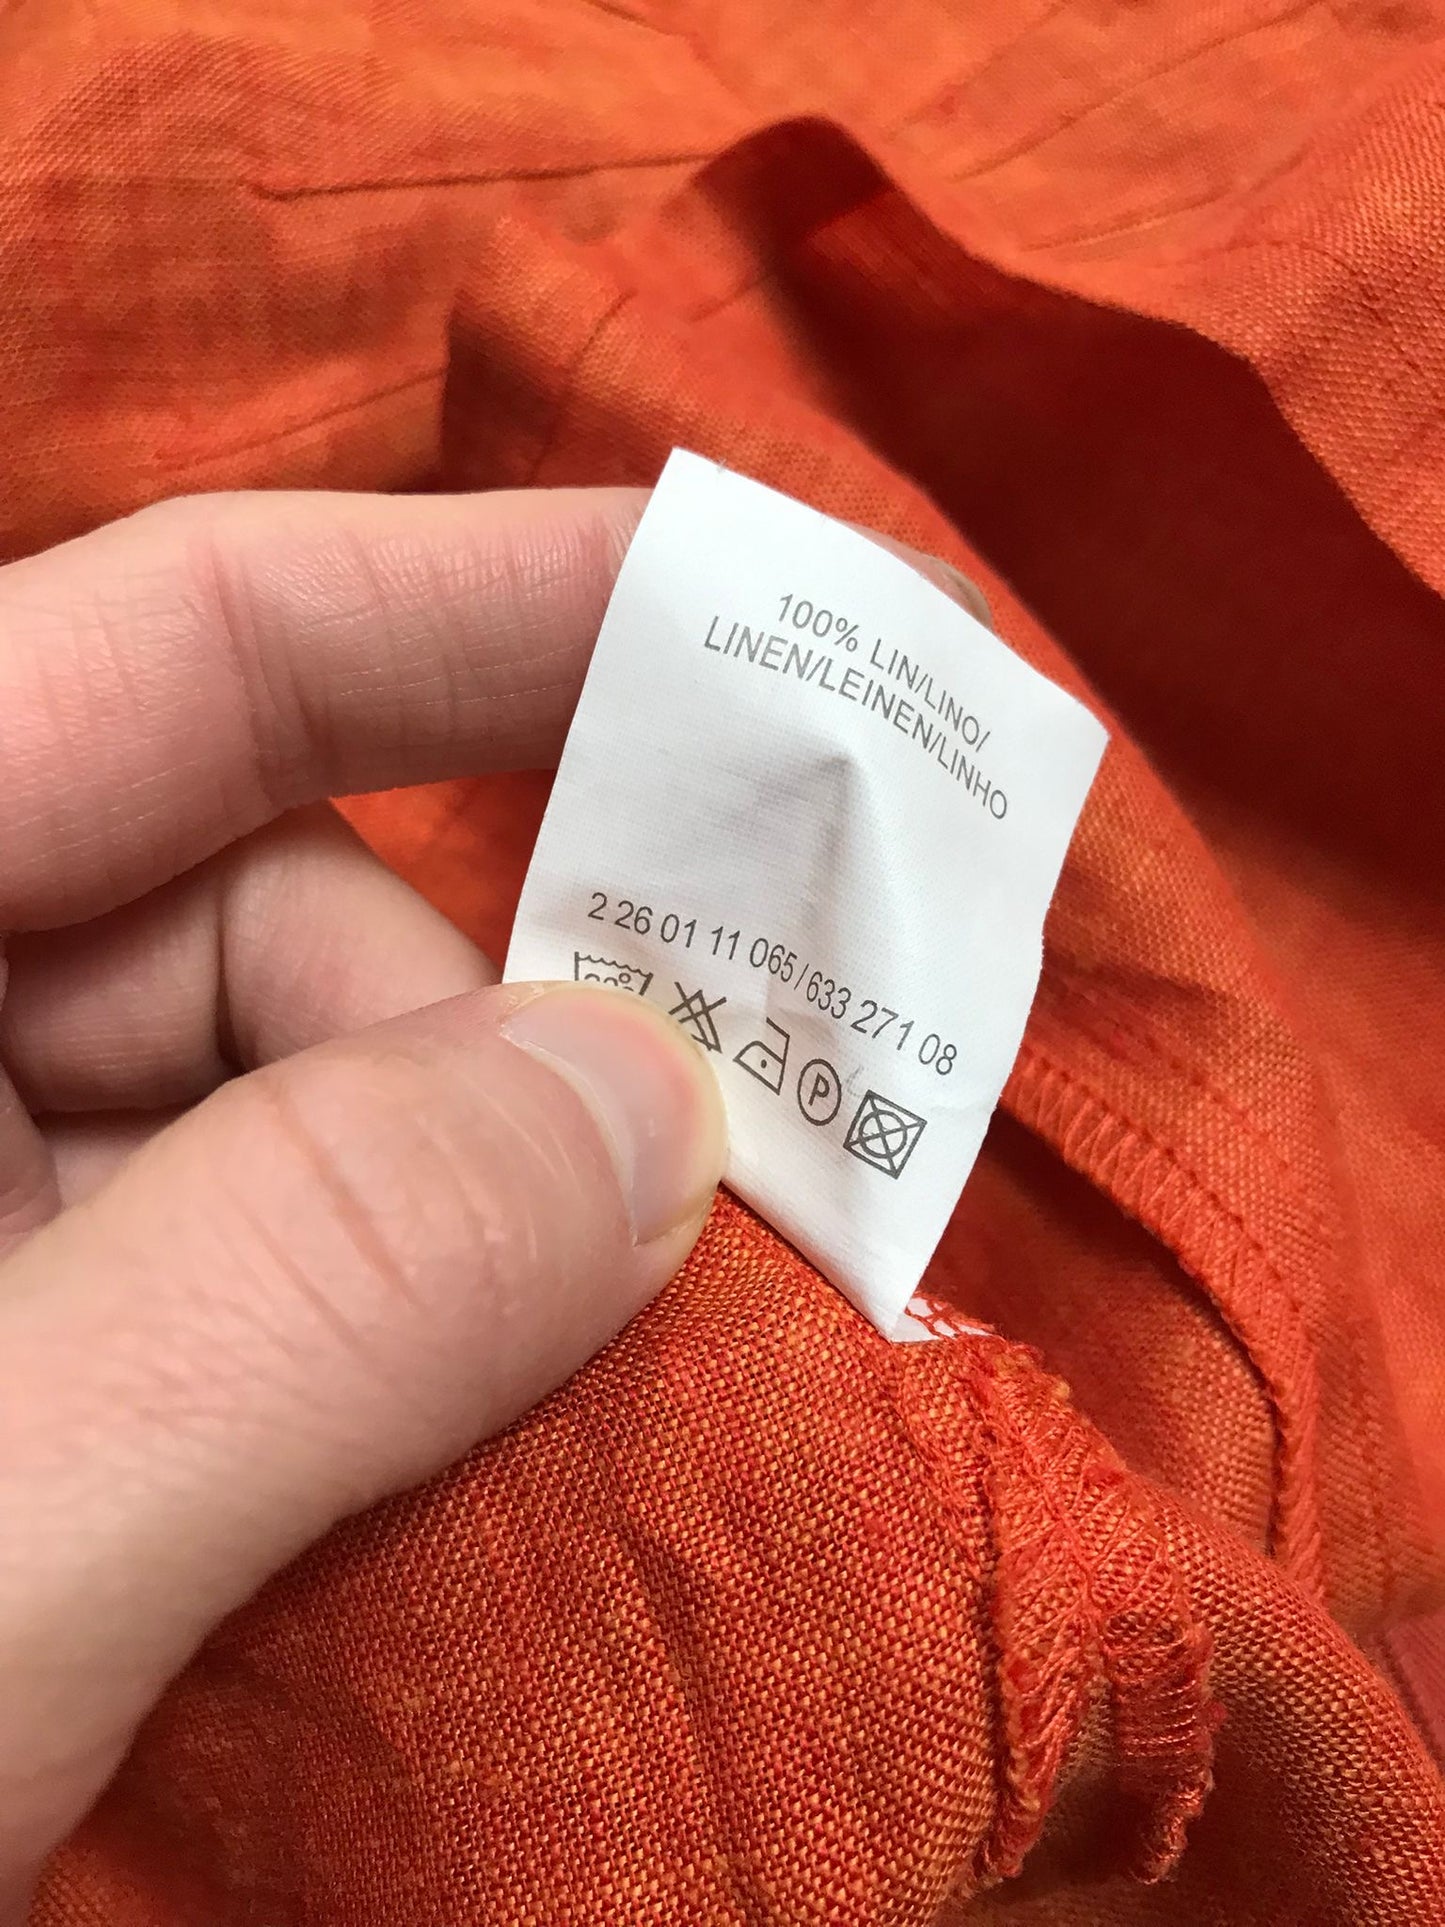 100% LIN/LINO/
LINEN/LEINEN/LINHO
2 26 01 11 065/633 271 08
P